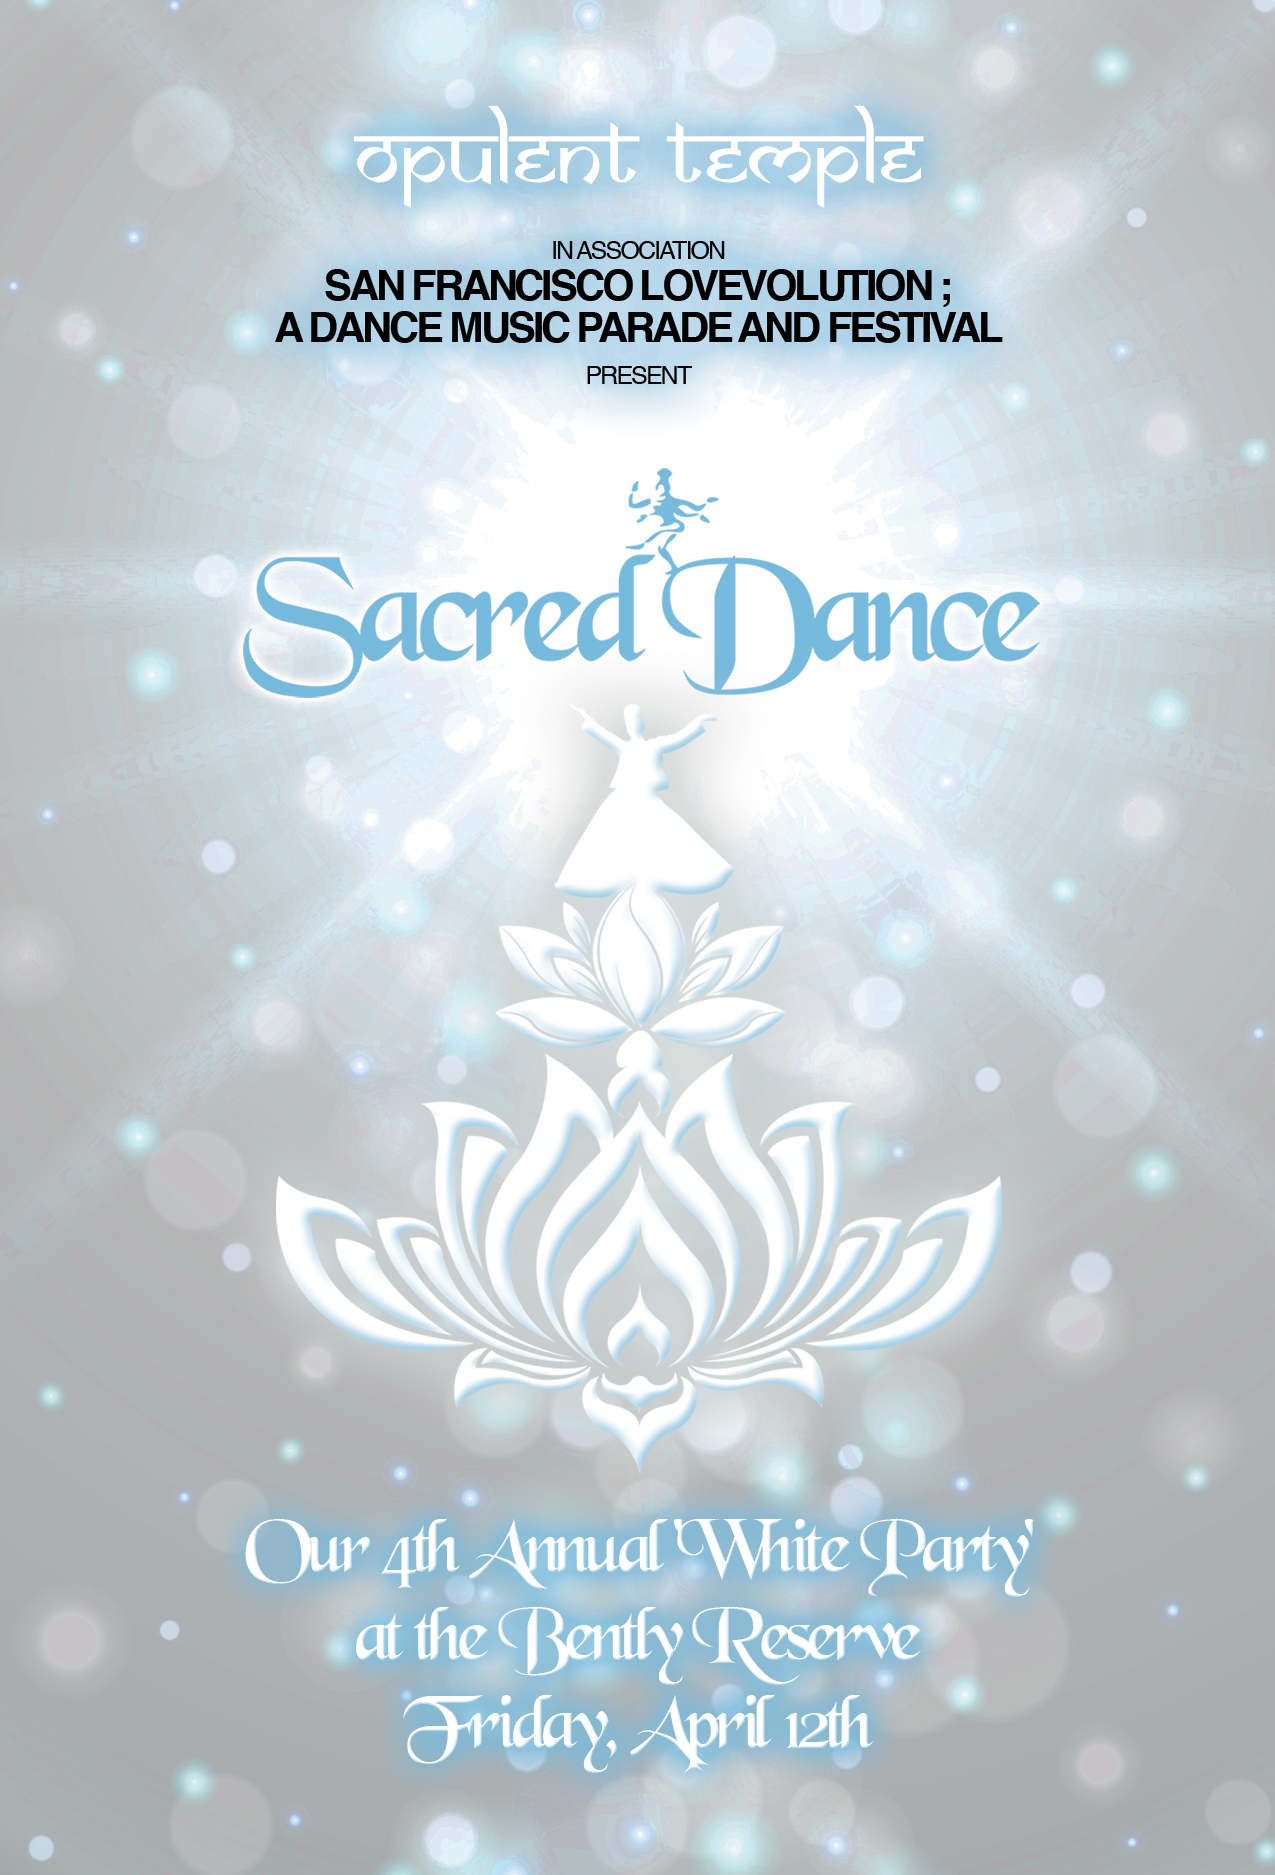 opulent temple
IN ASSOCIATION
SAN FRANCISCO LOVEVOLUTION ;
A DANCE MUSIC PARADE AND FESTIVAL
PRESENT
Sacred Dance
Our 4th Annual 'White Party'
at the Bently Reserve
Friday, April 12th